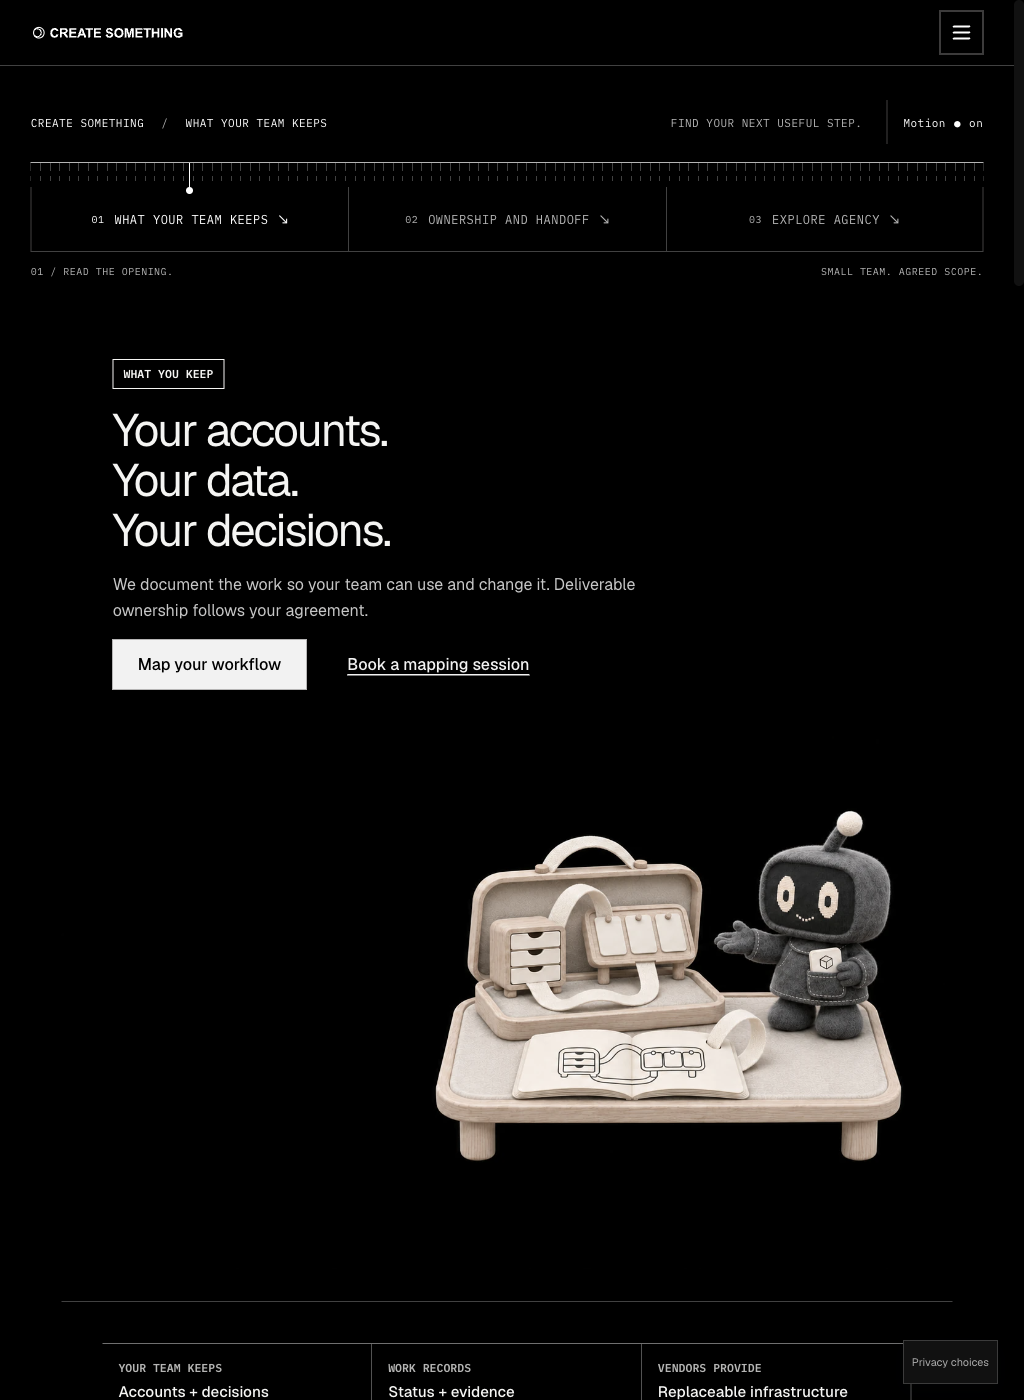 CREATE SOMETHING
CREATE SOMETHING / WHAT YOUR TEAM KEEPS
FIND YOUR NEXT USEFUL STEP.
Motion ● on
01 WHAT YOUR TEAM KEEPS ↘
02 OWNERSHIP AND HANDOFF ↘
03 EXPLORE AGENCY ↘
01 / READ THE OPENING.
SMALL TEAM. AGREED SCOPE.
WHAT YOU KEEP
Your accounts.
Your data.
Your decisions.
We document the work so your team can use and change it. Deliverable
ownership follows your agreement.
Map your workflow
Book a mapping session
YOUR TEAM KEEPS
Accounts + decisions
WORK RECORDS
Status + evidence
VENDORS PROVIDE
Replaceable infrastructure
Privacy choices